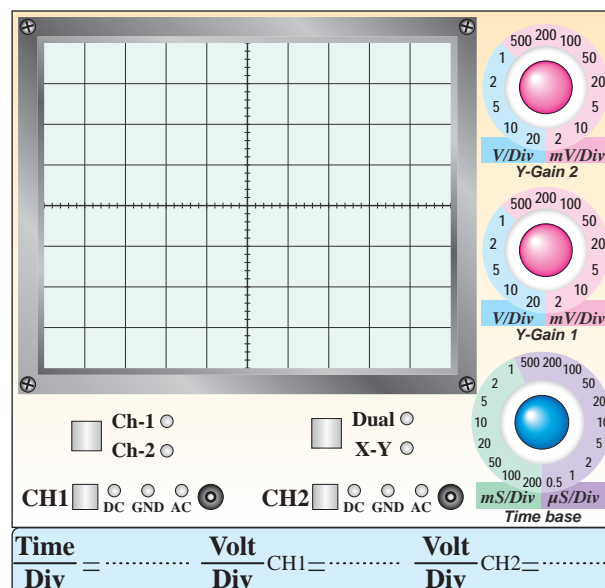 500 200 100
1 50
2 20
5 10
10 20 2
V/Div mV/Div
Y-Gain 2
500 200 100
1 50
2 20
5 10
10 20 2
V/Div mV/Div
Y-Gain 1
1 500 200 100
2 50
5 20
10 10
20 5
50 2
100 200 0.5 1
mS/Div µS/Div
Time base
Ch-1 Dual
Ch-2 X-Y
CH1 DC GND AC CH2 DC GND AC
Time/Div = ............ Volt/Div CH1= ............ Volt/Div CH2= ............